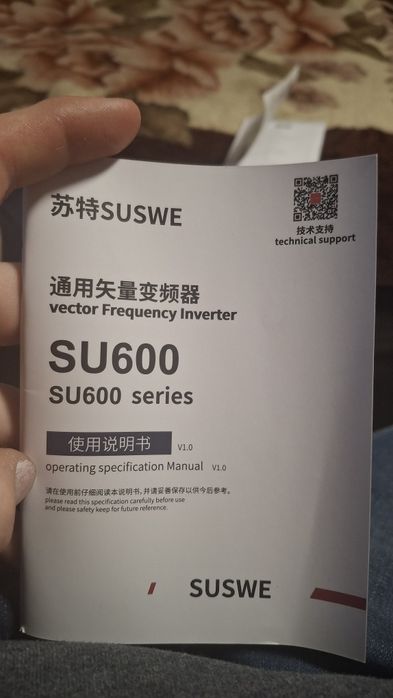 苏特SUSWE
技术支持
technical support
通用矢量变频器
vector Frequency Inverter
SU600
SU600 series
使用说明书 V1.0
operating specification Manual V1.0
请在使用前仔细阅读本说明书，并请妥善保存以供今后参考。
please read this specification carefully before use
and please safety keep for future reference.
SUSWE